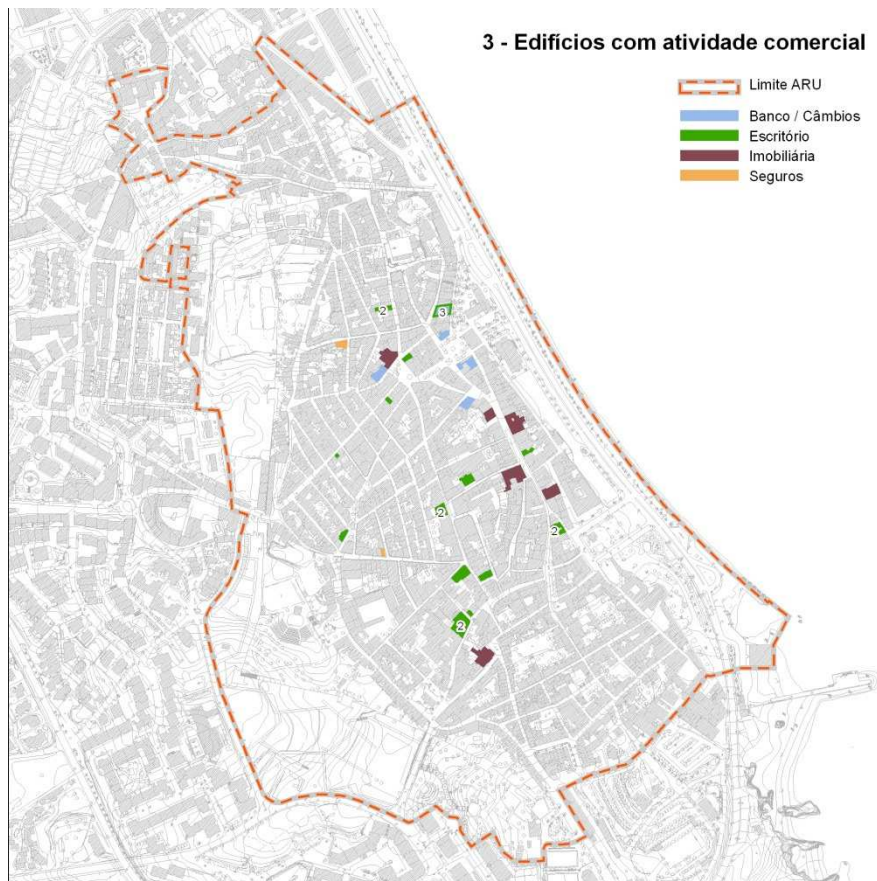 3 - Edifícios com atividade comercial
Limite ARU
Banco / Câmbios
Escritório
Imobiliária
Seguros
2
3
2
2
2